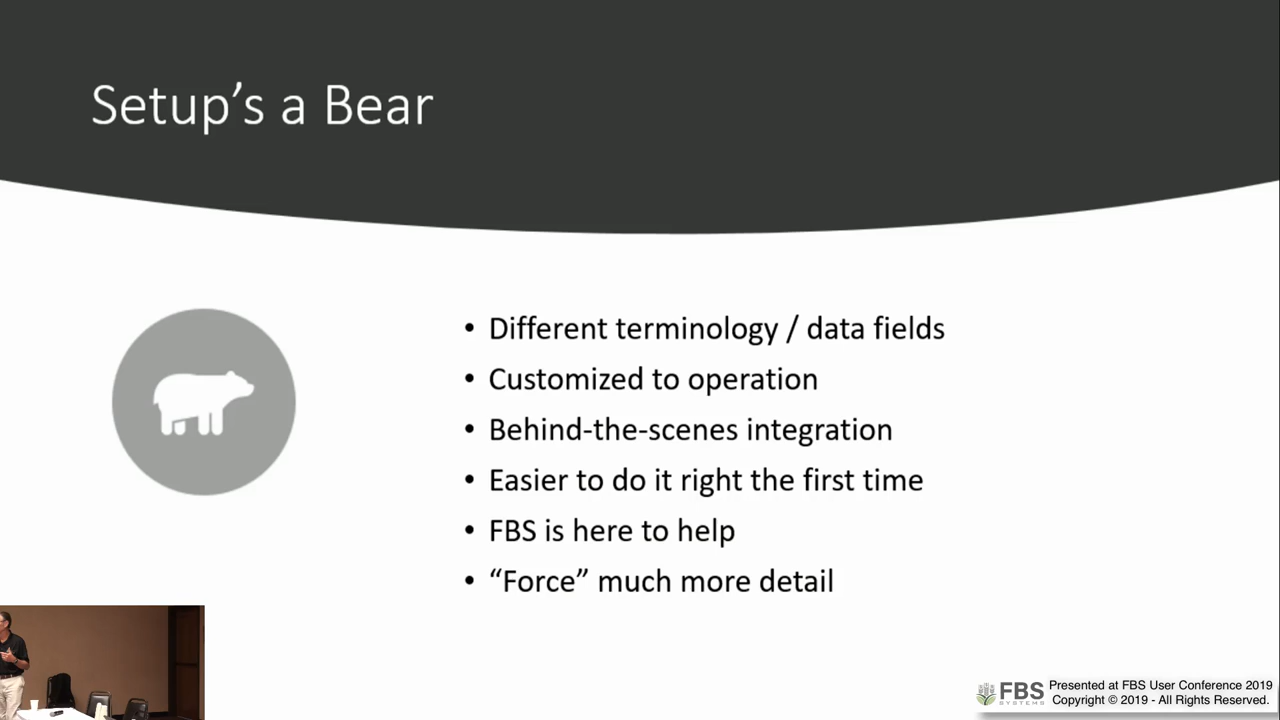 Setup’s a Bear
• Different terminology / data fields
• Customized to operation
• Behind-the-scenes integration
• Easier to do it right the first time
• FBS is here to help
• “Force” much more detail
FBS
SYSTEMS
Presented at FBS User Conference 2019
Copyright © 2019 - All Rights Reserved.